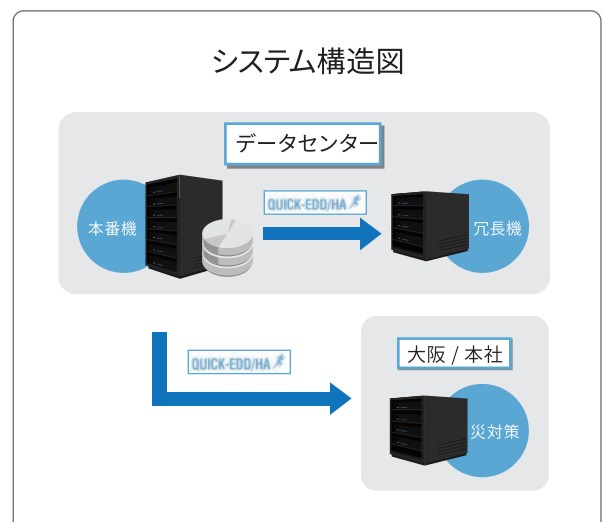 システム構造図
データセンター
QUICK-EDD/HA
本番機
冗長機
QUICK-EDD/HA
大阪 / 本社
災対策